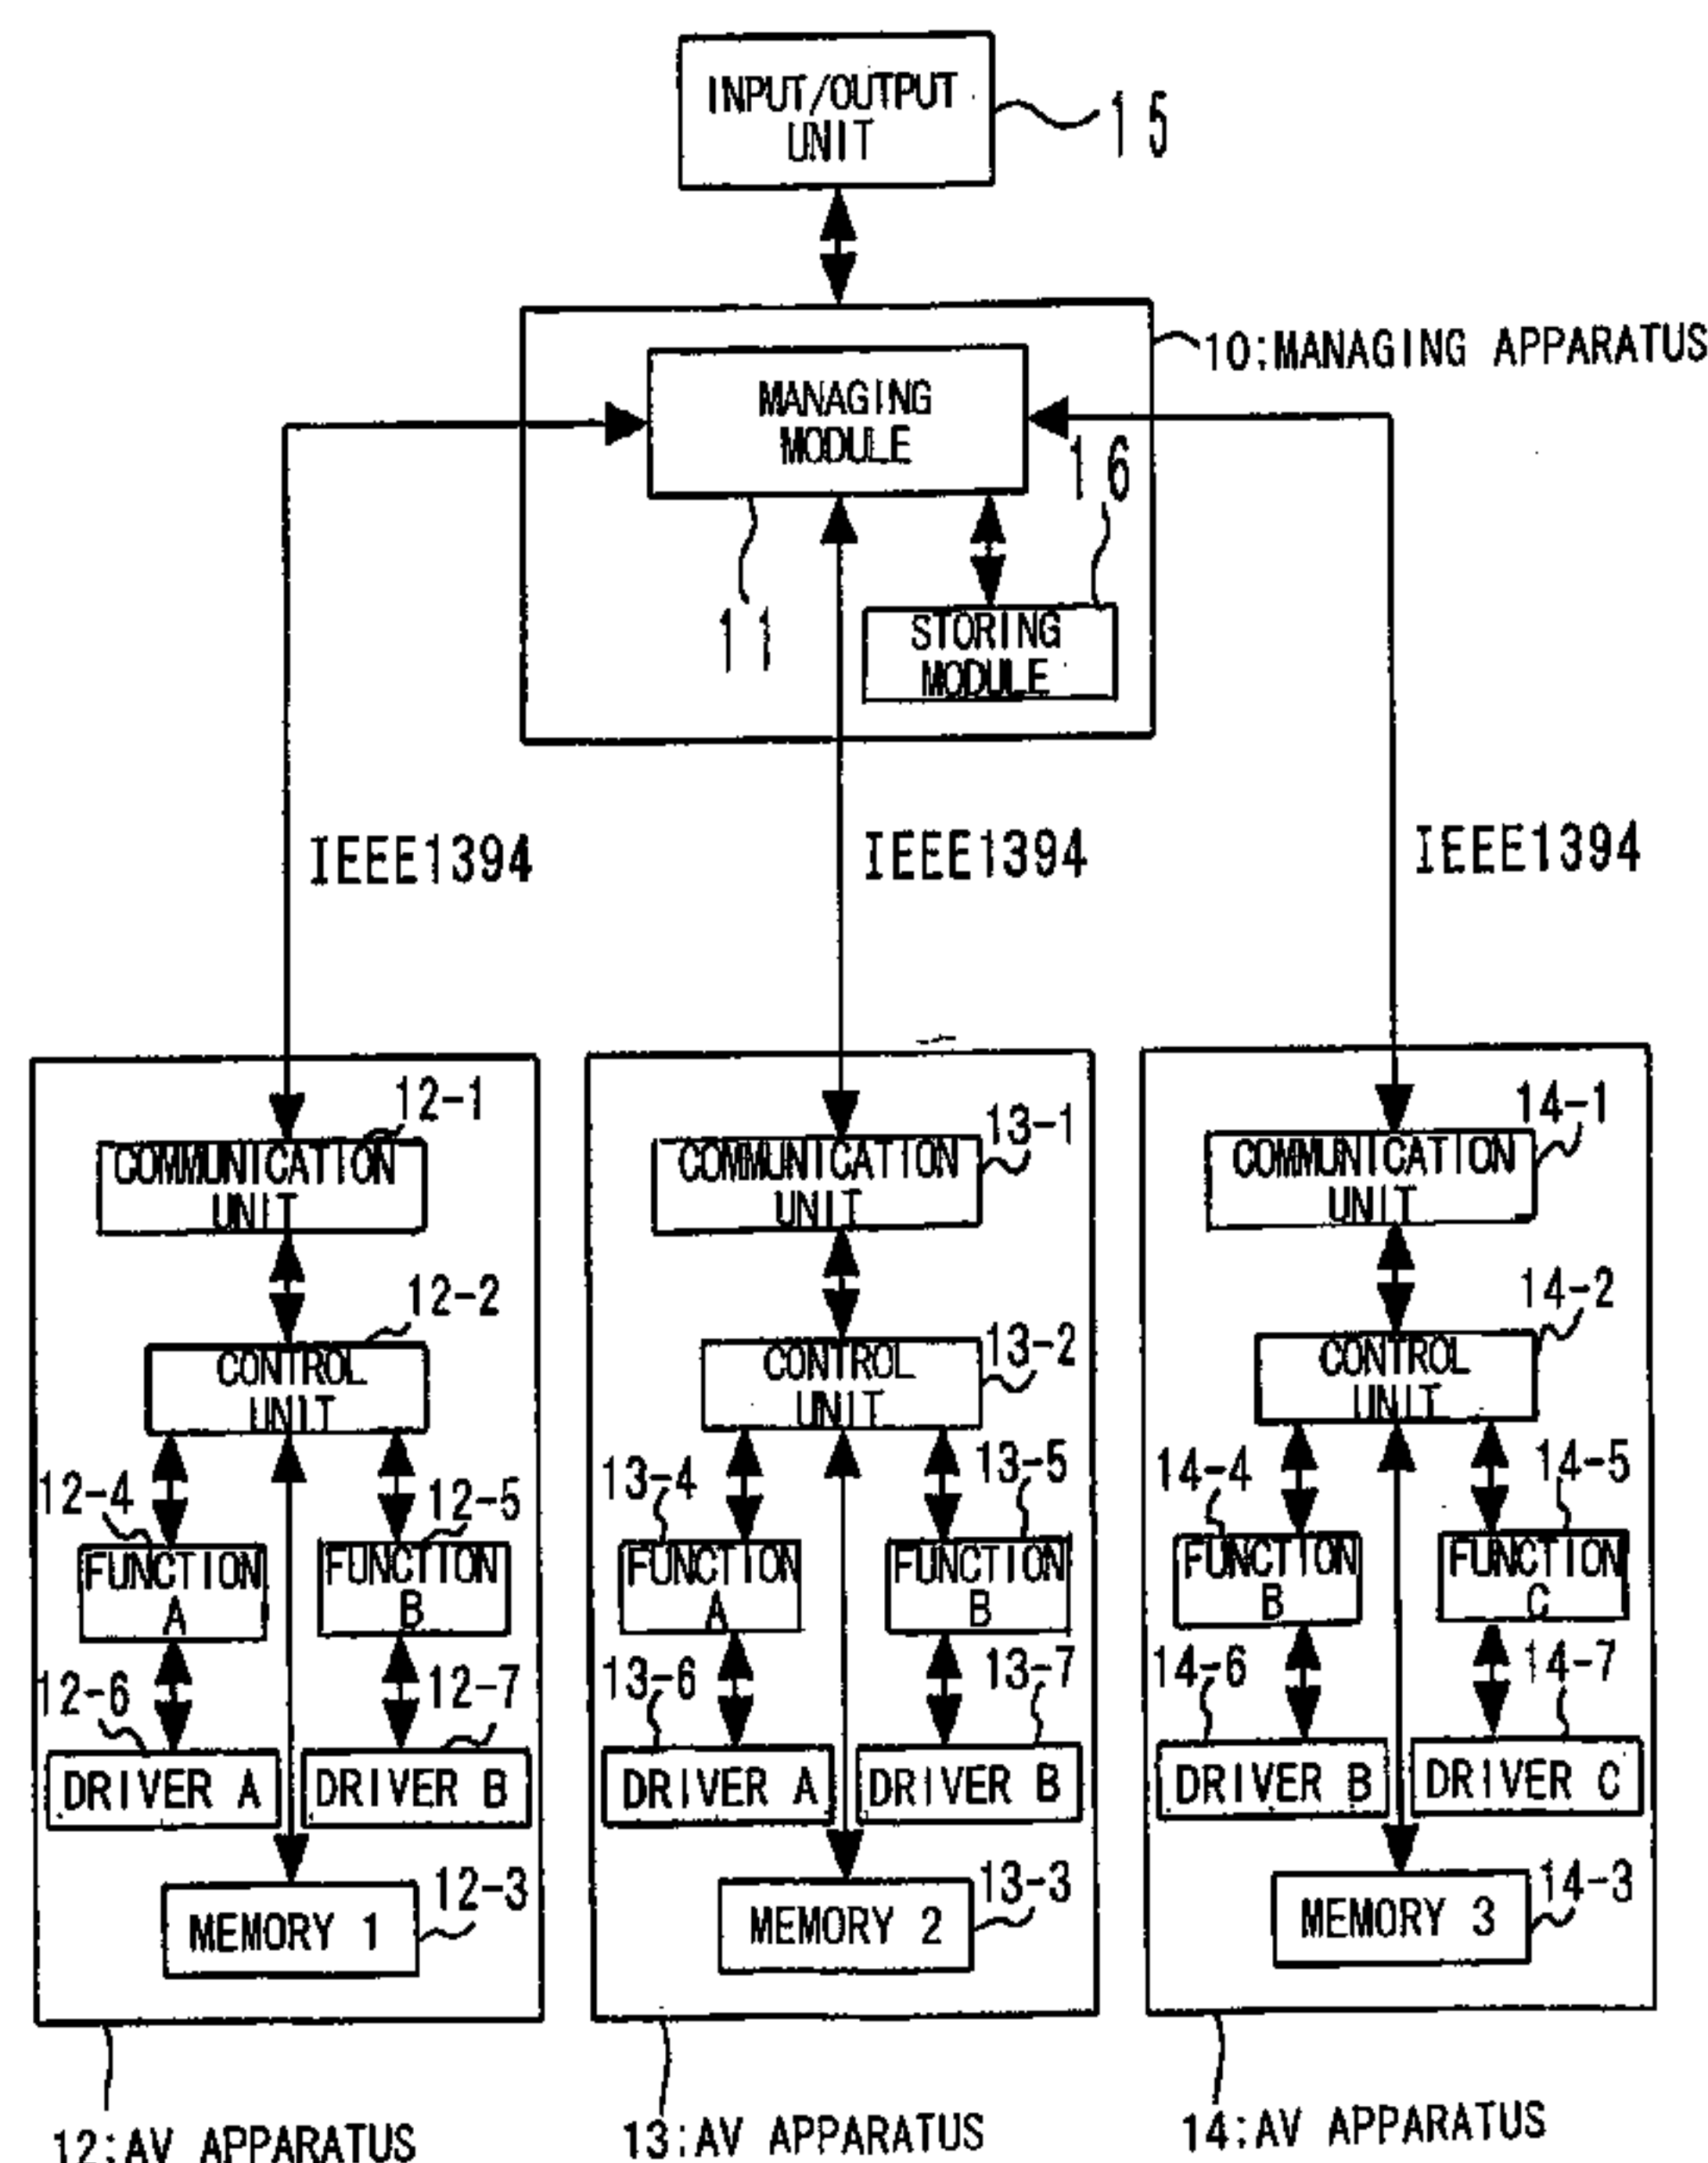 INPUT/OUTPUT
UNIT
15
10:MANAGING APPARATUS
MANAGING
MODULE
16
11
STORING
MODULE
IEEE1394
IEEE1394
IEEE1394
12-1
COMMUNICATION
UNIT
12-2
CONTROL
UNIT
12-4
12-5
FUNCTION
A
FUNCTION
B
12-6
12-7
DRIVER A
DRIVER B
12-3
MEMORY 1
12:AV APPARATUS
13-1
COMMUNICATION
UNIT
13-2
CONTROL
UNIT
13-4
13-5
FUNCTION
A
FUNCTION
B
13-6
13-7
DRIVER A
DRIVER B
13-3
MEMORY 2
13:AV APPARATUS
14-1
COMMUNICATION
UNIT
14-2
CONTROL
UNIT
14-4
14-5
FUNCTION
B
FUNCTION
C
14-6
14-7
DRIVER B
DRIVER C
14-3
MEMORY 3
14:AV APPARATUS